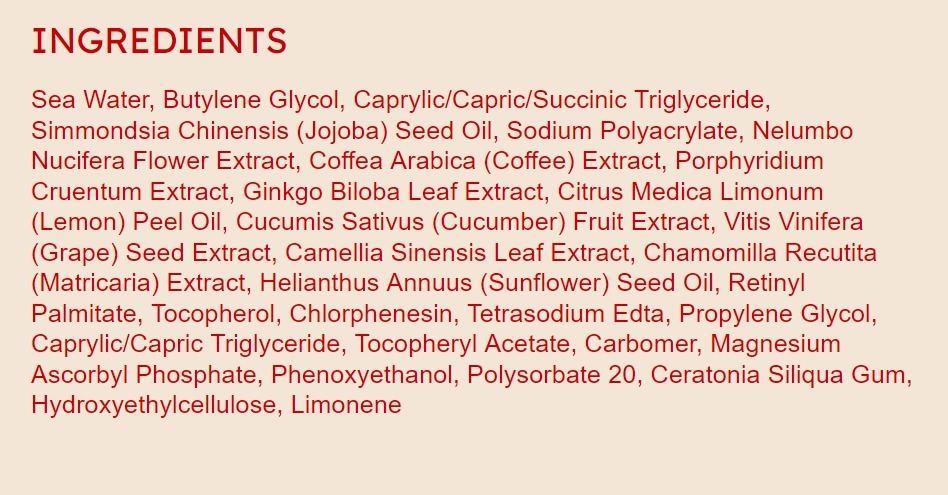 INGREDIENTS
Sea Water, Butylene Glycol, Caprylic/Capric/Succinic Triglyceride,
Simmondsia Chinensis (Jojoba) Seed Oil, Sodium Polyacrylate, Nelumbo
Nucifera Flower Extract, Coffea Arabica (Coffee) Extract, Porphyridium
Cruentum Extract, Ginkgo Biloba Leaf Extract, Citrus Medica Limonum
(Lemon) Peel Oil, Cucumis Sativus (Cucumber) Fruit Extract, Vitis Vinifera
(Grape) Seed Extract, Camellia Sinensis Leaf Extract, Chamomilla Recutita
(Matricaria) Extract, Helianthus Annuus (Sunflower) Seed Oil, Retinyl
Palmitate, Tocopherol, Chlorphenesin, Tetrasodium Edta, Propylene Glycol,
Caprylic/Capric Triglyceride, Tocopheryl Acetate, Carbomer, Magnesium
Ascorbyl Phosphate, Phenoxyethanol, Polysorbate 20, Ceratonia Siliqua Gum,
Hydroxyethylcellulose, Limonene